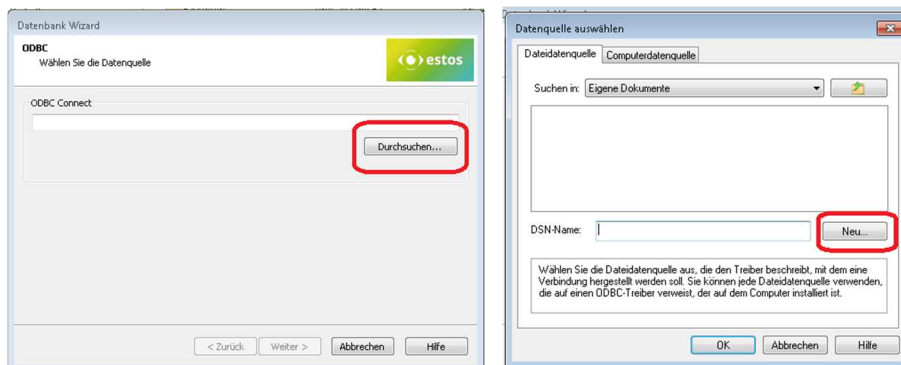 Datenbank Wizard
ODBC
Wählen Sie die Datenquelle
estos
ODBC Connect
Durchsuchen...
< Zurück
Weiter >
Abbrechen
Hilfe
Datenquelle auswählen
Dateidatenquelle
Computerdatenquelle
Suchen in:
Eigene Dokumente
DSN-Name:
Neu...
Wählen Sie die Dateidatenquelle aus, die den Treiber beschreibt, mit dem eine
Verbindung hergestellt werden soll. Sie können jede Dateidatenquelle verwenden,
die auf einen ODBC-Treiber verweist, der auf dem Computer installiert ist.
OK
Abbrechen
Hilfe